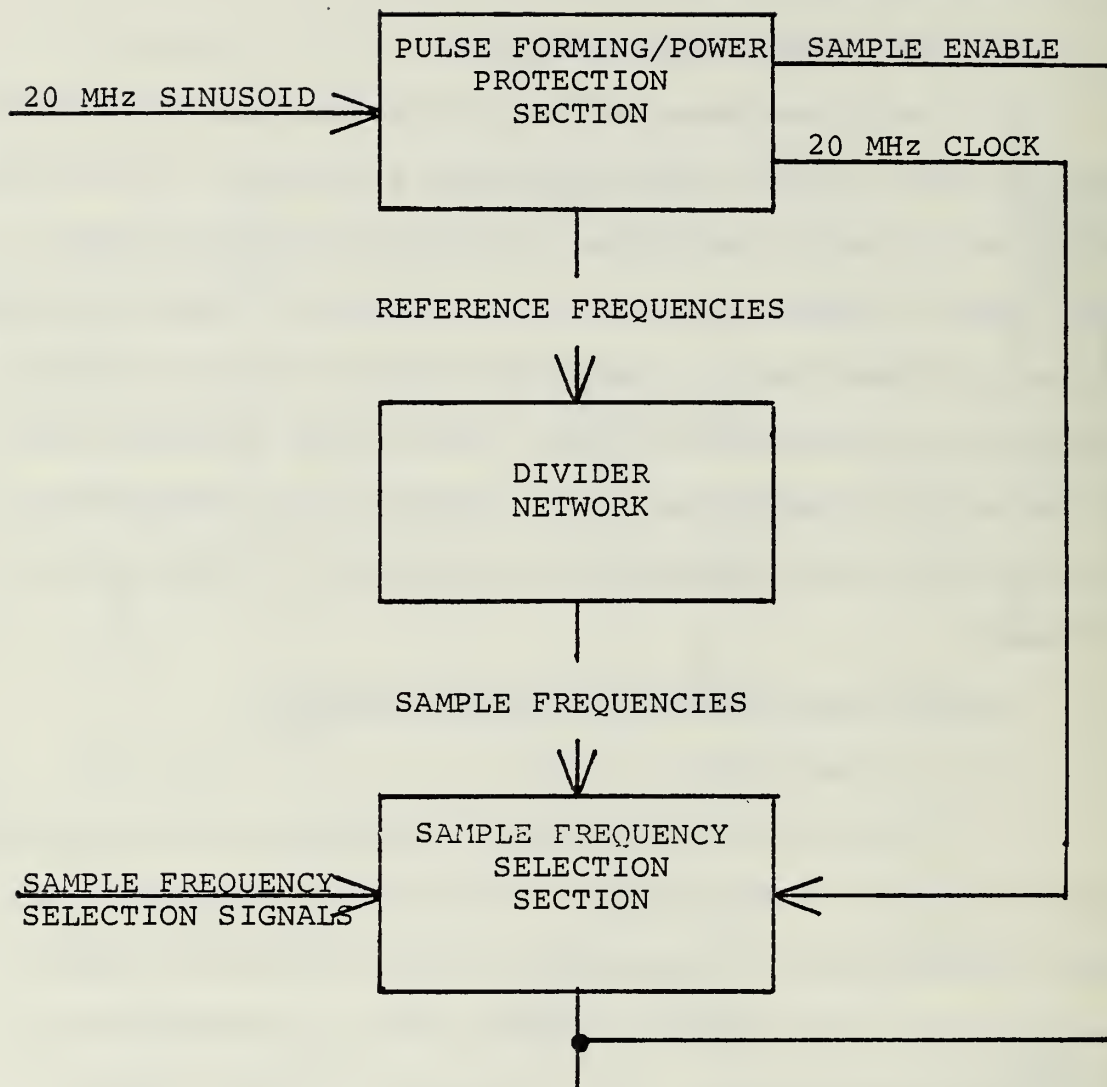 PULSE FORMING/POWER
PROTECTION
SECTION
SAMPLE ENABLE
20 MHz SINUSOID
20 MHz CLOCK
REFERENCE FREQUENCIES
DIVIDER
NETWORK
SAMPLE FREQUENCIES
SAMPLE FREQUENCY
SELECTION
SECTION
SAMPLE FREQUENCY
SELECTION SIGNALS